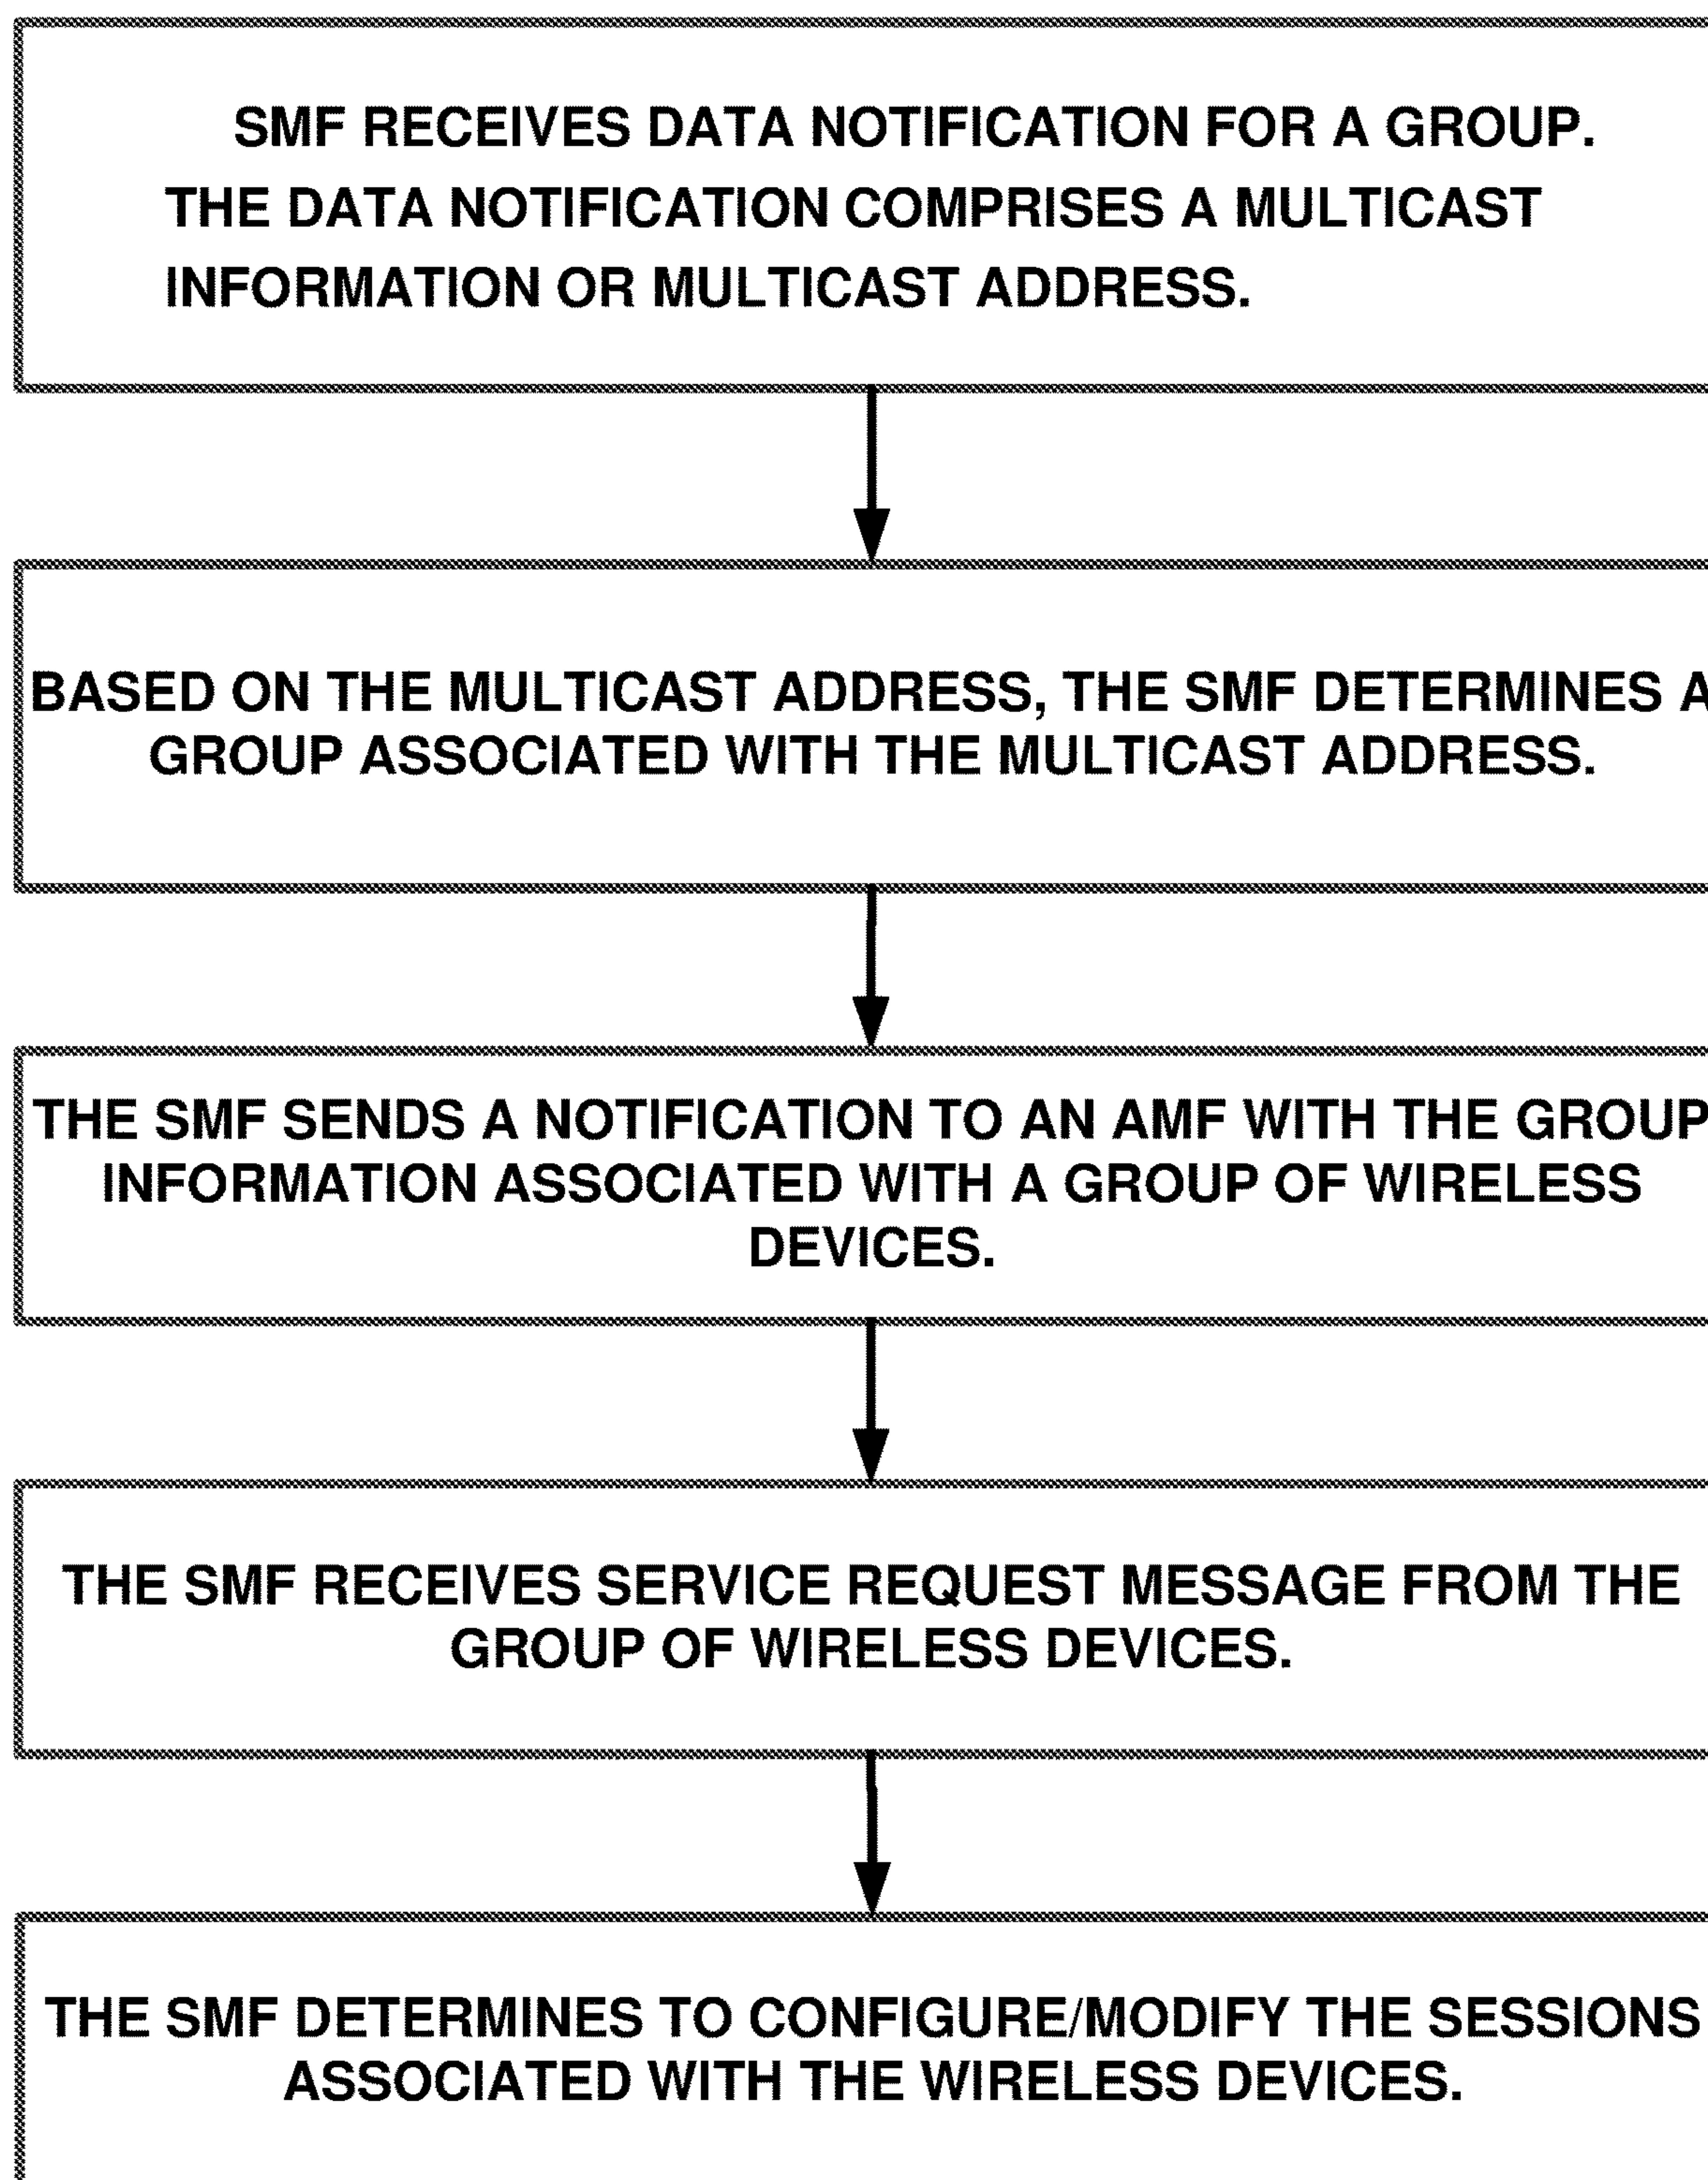 SMF RECEIVES DATA NOTIFICATION FOR A GROUP.
THE DATA NOTIFICATION COMPRISES A MULTICAST
INFORMATION OR MULTICAST ADDRESS.
BASED ON THE MULTICAST ADDRESS, THE SMF DETERMINES A
GROUP ASSOCIATED WITH THE MULTICAST ADDRESS.
THE SMF SENDS A NOTIFICATION TO AN AMF WITH THE GROUP
INFORMATION ASSOCIATED WITH A GROUP OF WIRELESS
DEVICES.
THE SMF RECEIVES SERVICE REQUEST MESSAGE FROM THE
GROUP OF WIRELESS DEVICES.
THE SMF DETERMINES TO CONFIGURE/MODIFY THE SESSIONS
ASSOCIATED WITH THE WIRELESS DEVICES.